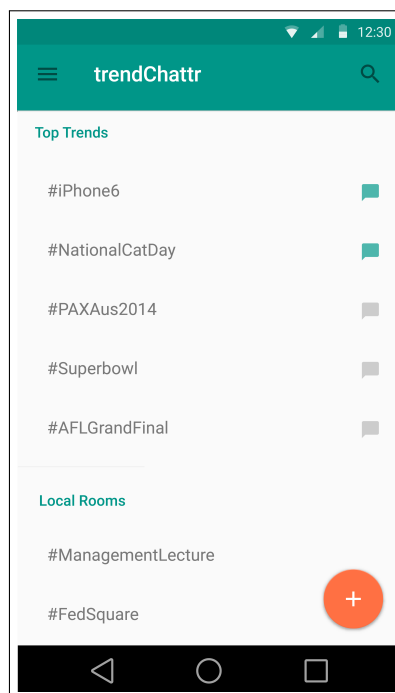 12:30
trendChattr
Top Trends
#iPhone6
#NationalCatDay
#PAXAus2014
#Superbowl
#AFLGrandFinal
Local Rooms
#ManagementLecture
#FedSquare